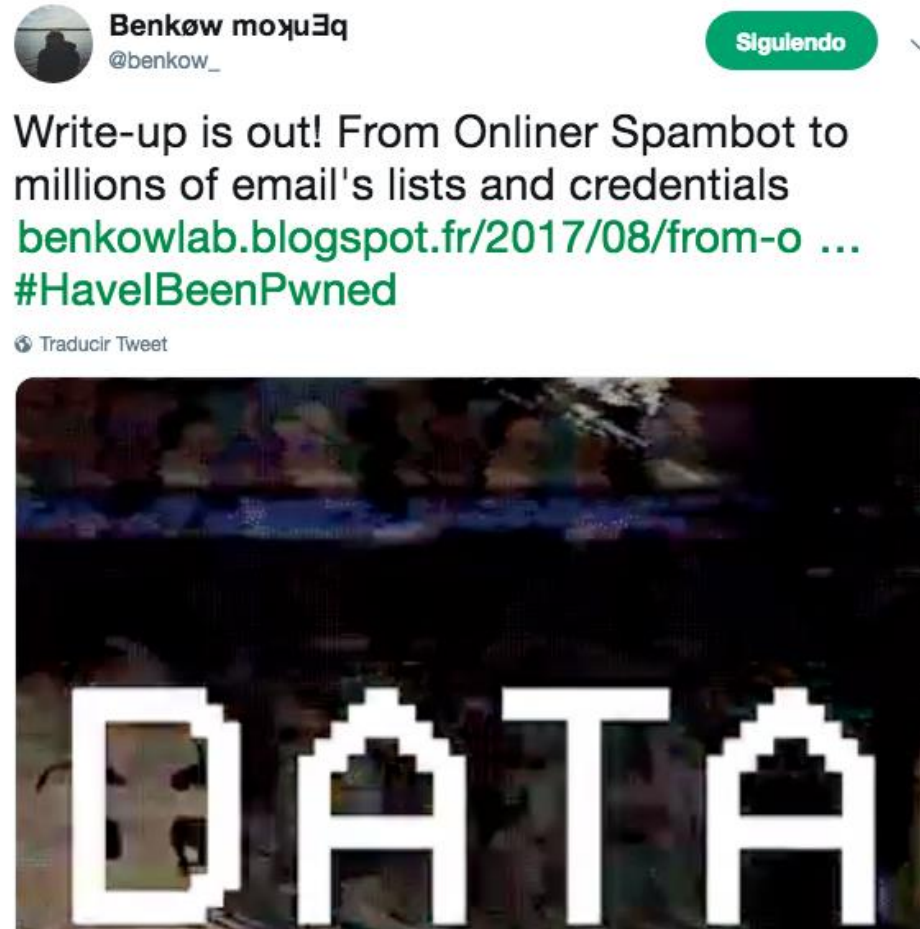 Benkøw moʞuƎq
@benkow_
Siguiendo
Write-up is out! From Onliner Spambot to
millions of email's lists and credentials
benkowlab.blogspot.fr/2017/08/from-o …
#HaveIBeenPwned
Traducir Tweet
DATA